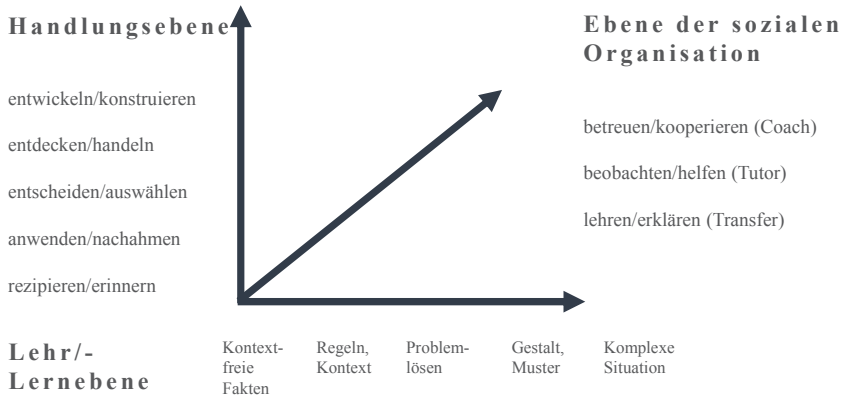 Handlungsebene
entwickeln/konstruieren
entdecken/handeln
entscheiden/auswählen
anwenden/nachahmen
rezipieren/erinnern
Ebene der sozialen
Organisation
betreuen/kooperieren (Coach)
beobachten/helfen (Tutor)
lehren/erklären (Transfer)
Lehr/-
Lernebene
Kontext-
freie
Fakten
Regeln,
Kontext
Problem-
lösen
Gestalt,
Muster
Komplexe
Situation